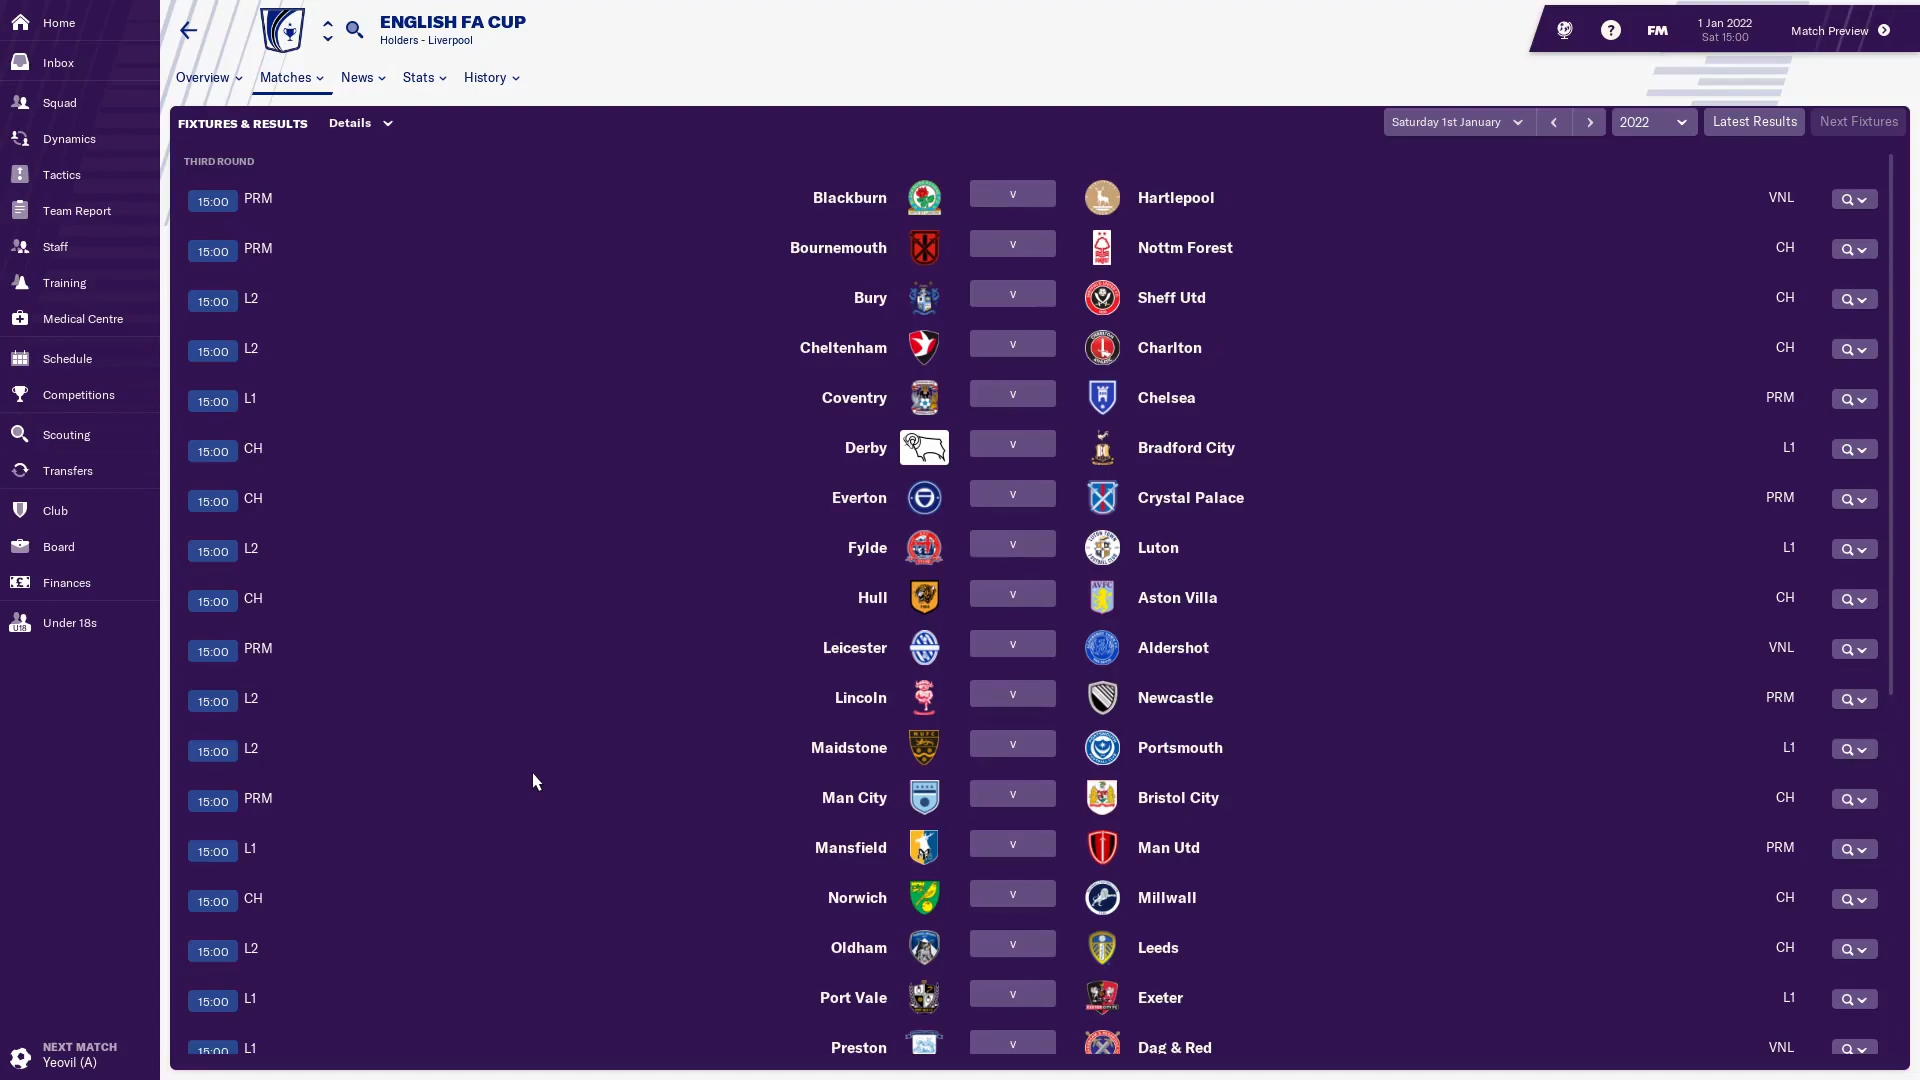 Home
Inbox
Squad
Dynamics
Tactics
Team Report
Staff
Training
Medical Centre
Schedule
Competitions
Scouting
Transfers
Club
Board
Finances
U18
Under 18s
NEXT MATCH
Yeovil (A)
ENGLISH FA CUP
Holders - Liverpool
? FM 1 Jan 2022 Match Preview
Sat 15:00
Overview Matches News Stats History
FIXTURES & RESULTS Details Saturday 1st January 2022 Latest Results Next Fixtures
THIRD ROUND
15:00 PRM Blackburn v Hartlepool VNL
15:00 PRM Bournemouth v Nottm Forest CH
15:00 L2 Bury v Sheff Utd CH
15:00 L2 Cheltenham v Charlton CH
15:00 L1 Coventry v Chelsea PRM
15:00 CH Derby v Bradford City L1
15:00 CH Everton v Crystal Palace PRM
15:00 L2 Fylde v Luton L1
15:00 CH Hull v Aston Villa CH
15:00 PRM Leicester v Aldershot VNL
15:00 L2 Lincoln v Newcastle PRM
15:00 L2 Maidstone v Portsmouth L1
15:00 PRM Man City v Bristol City CH
15:00 L1 Mansfield v Man Utd PRM
15:00 CH Norwich v Millwall CH
15:00 L2 Oldham v Leeds CH
15:00 L1 Port Vale v Exeter L1
15:00 L1 Preston v Dag & Red VNL